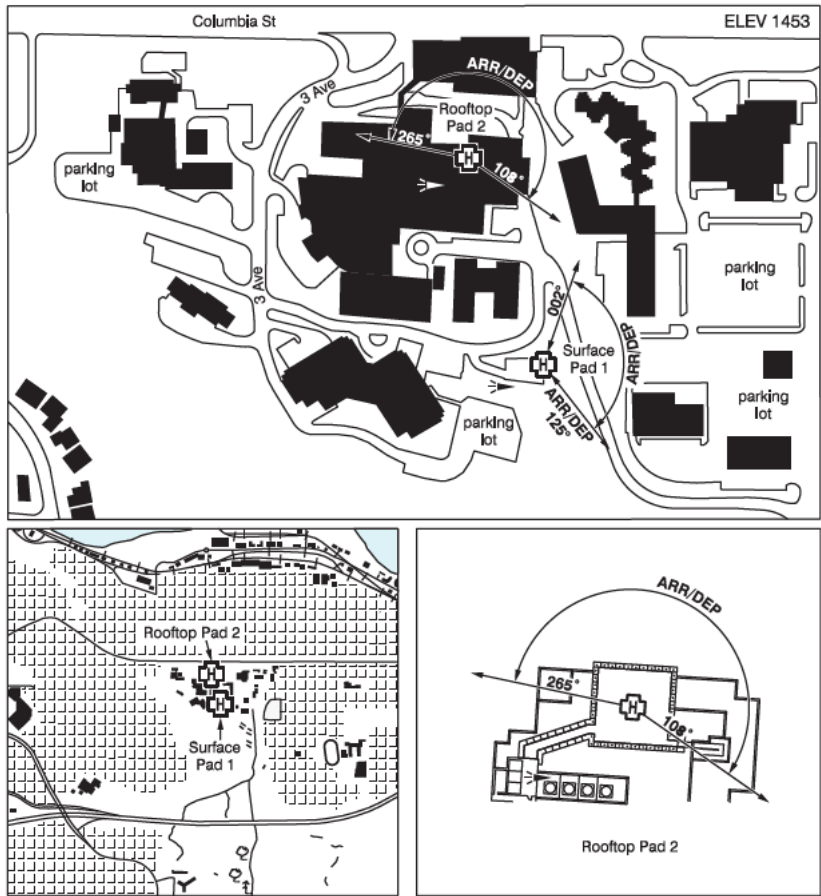 Columbia St
ELEV 1453
3 Ave
ARR/DEP
Rooftop
Pad 2
265°
H
108°
parking
lot
3 Ave
parking
lot
002°
H
Surface
Pad 1
ARR/DEP
ARR/DEP
125°
parking
lot
parking
lot
Rooftop Pad 2
H
H
Surface
Pad 1
ARR/DEP
265°
H
108°
Rooftop Pad 2